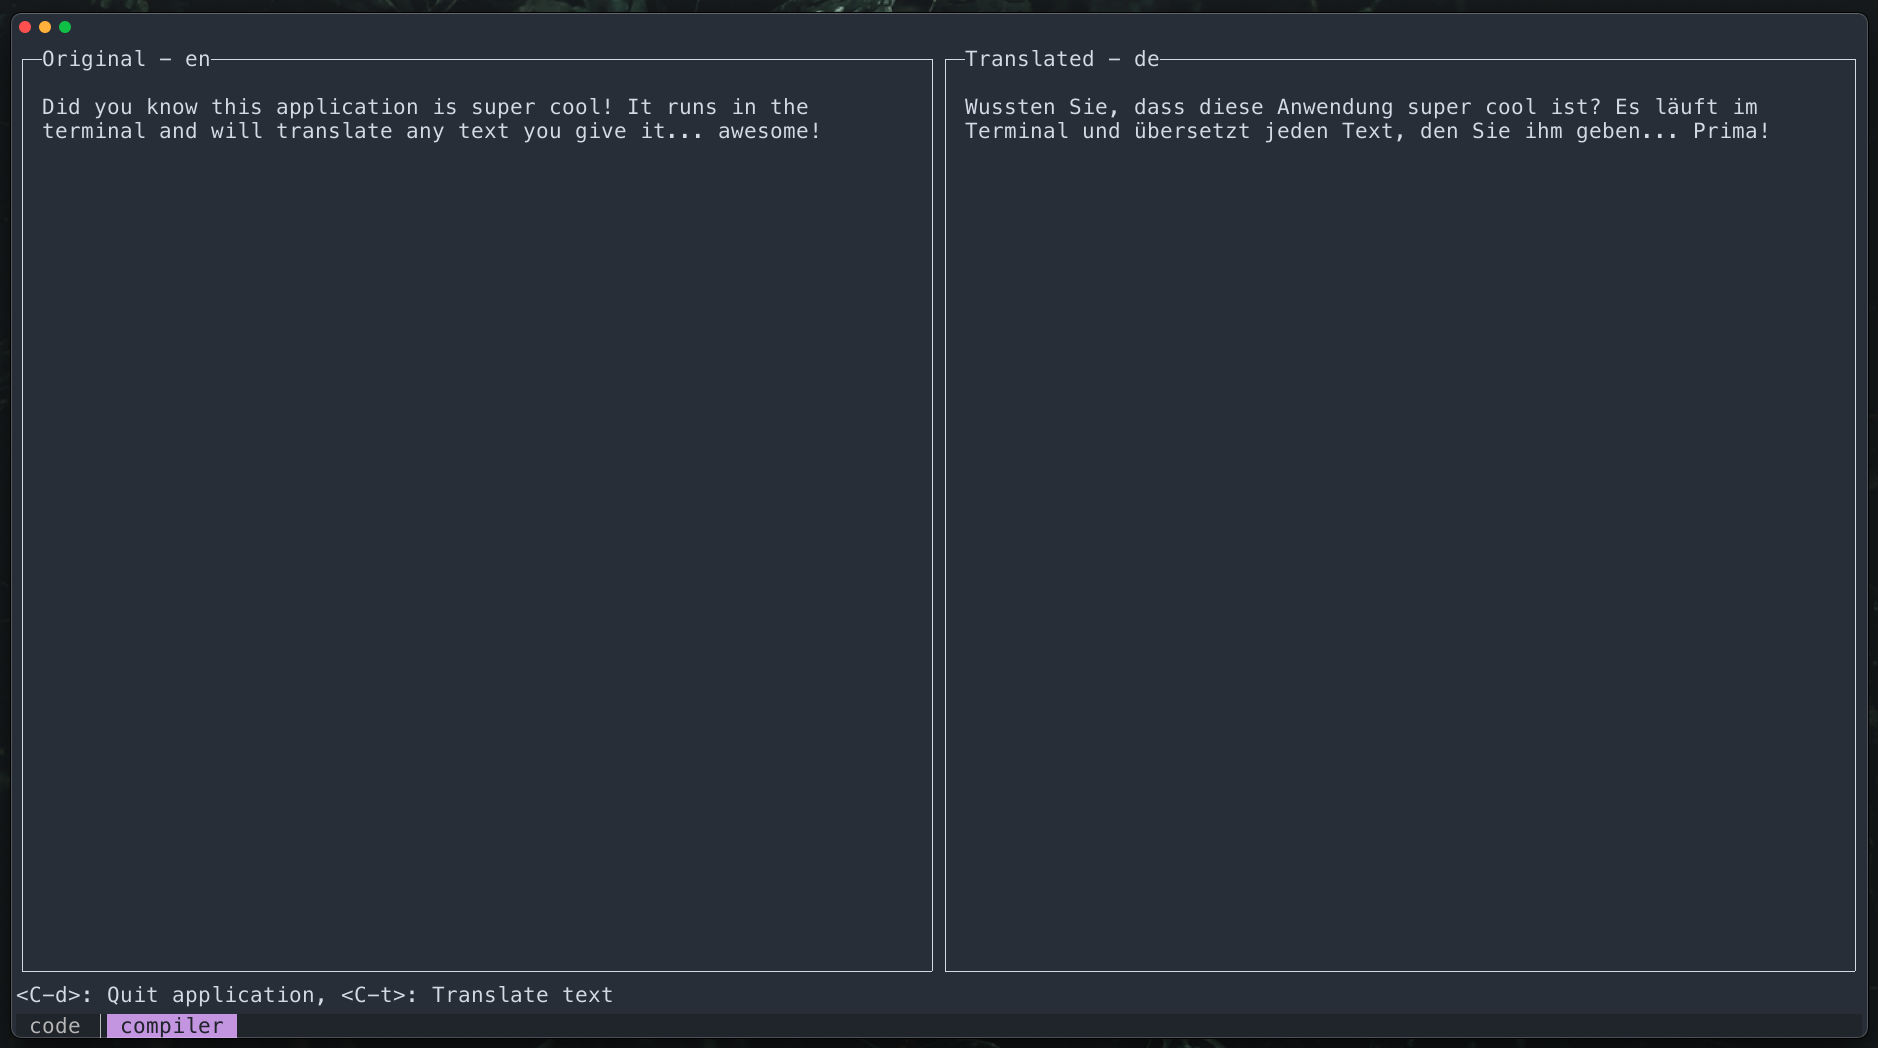 Original - en
Did you know this application is super cool! It runs in the
terminal and will translate any text you give it... awesome!
Translated - de
Wussten Sie, dass diese Anwendung super cool ist? Es läuft im
Terminal und übersetzt jeden Text, den Sie ihm geben... Prima!
<C-d>: Quit application, <C-t>: Translate text
code compiler